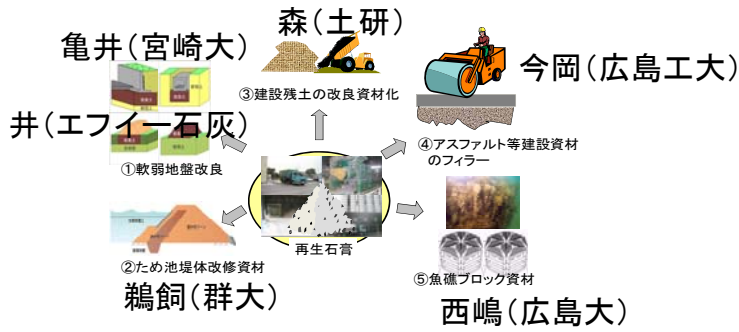 森(土研)
亀井(宮崎大)
今岡(広島工大)
③建設残土の改良資材化
井(エフイー石灰)
④アスファルト等建設資材
のフィラー
①軟弱地盤改良
再生石膏
②ため池堤体改修資材
⑤魚礁ブロック資材
鵜飼(群大)
西嶋(広島大)